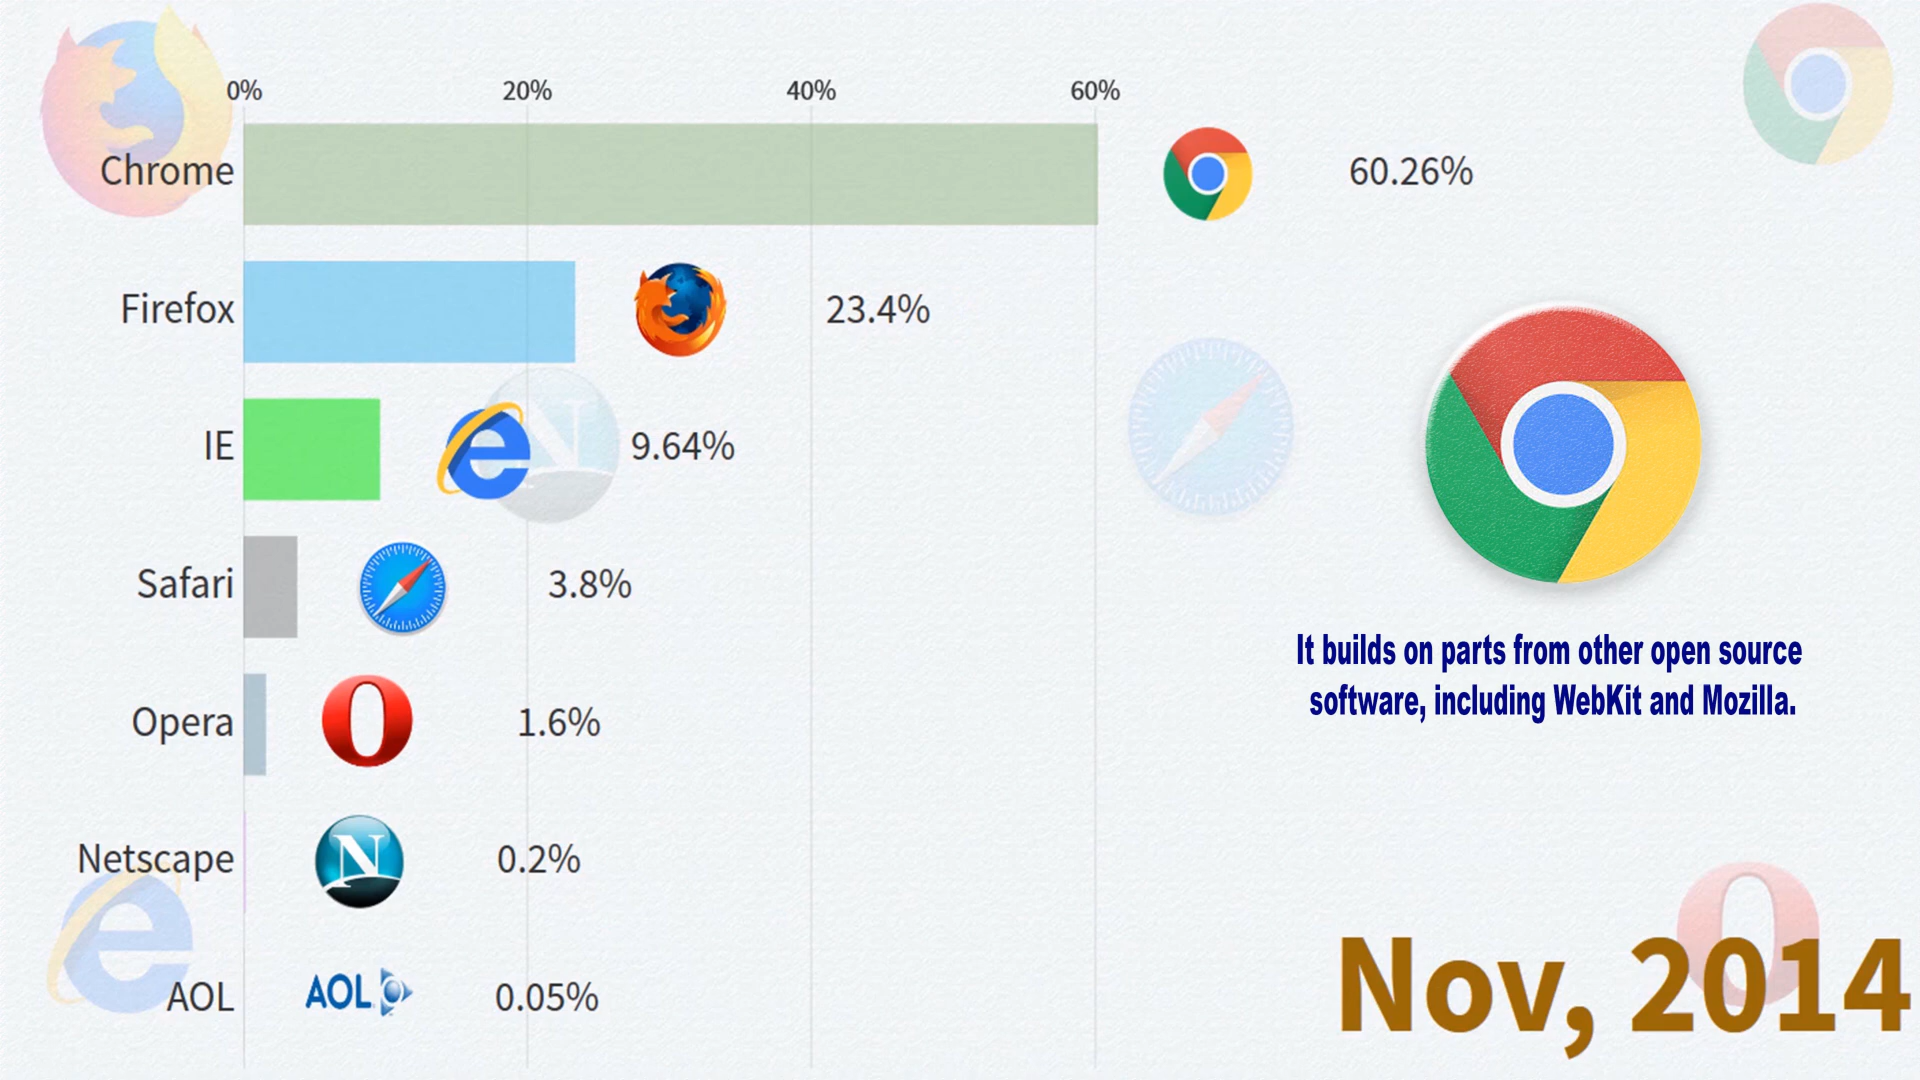 0% 20% 40% 60%
Chrome 60.26%
Firefox 23.4%
IE 9.64%
Safari 3.8%
Opera 1.6%
Netscape N 0.2%
AOL AOL 0.05%
It builds on parts from other open source
software, including WebKit and Mozilla.
Nov, 2014